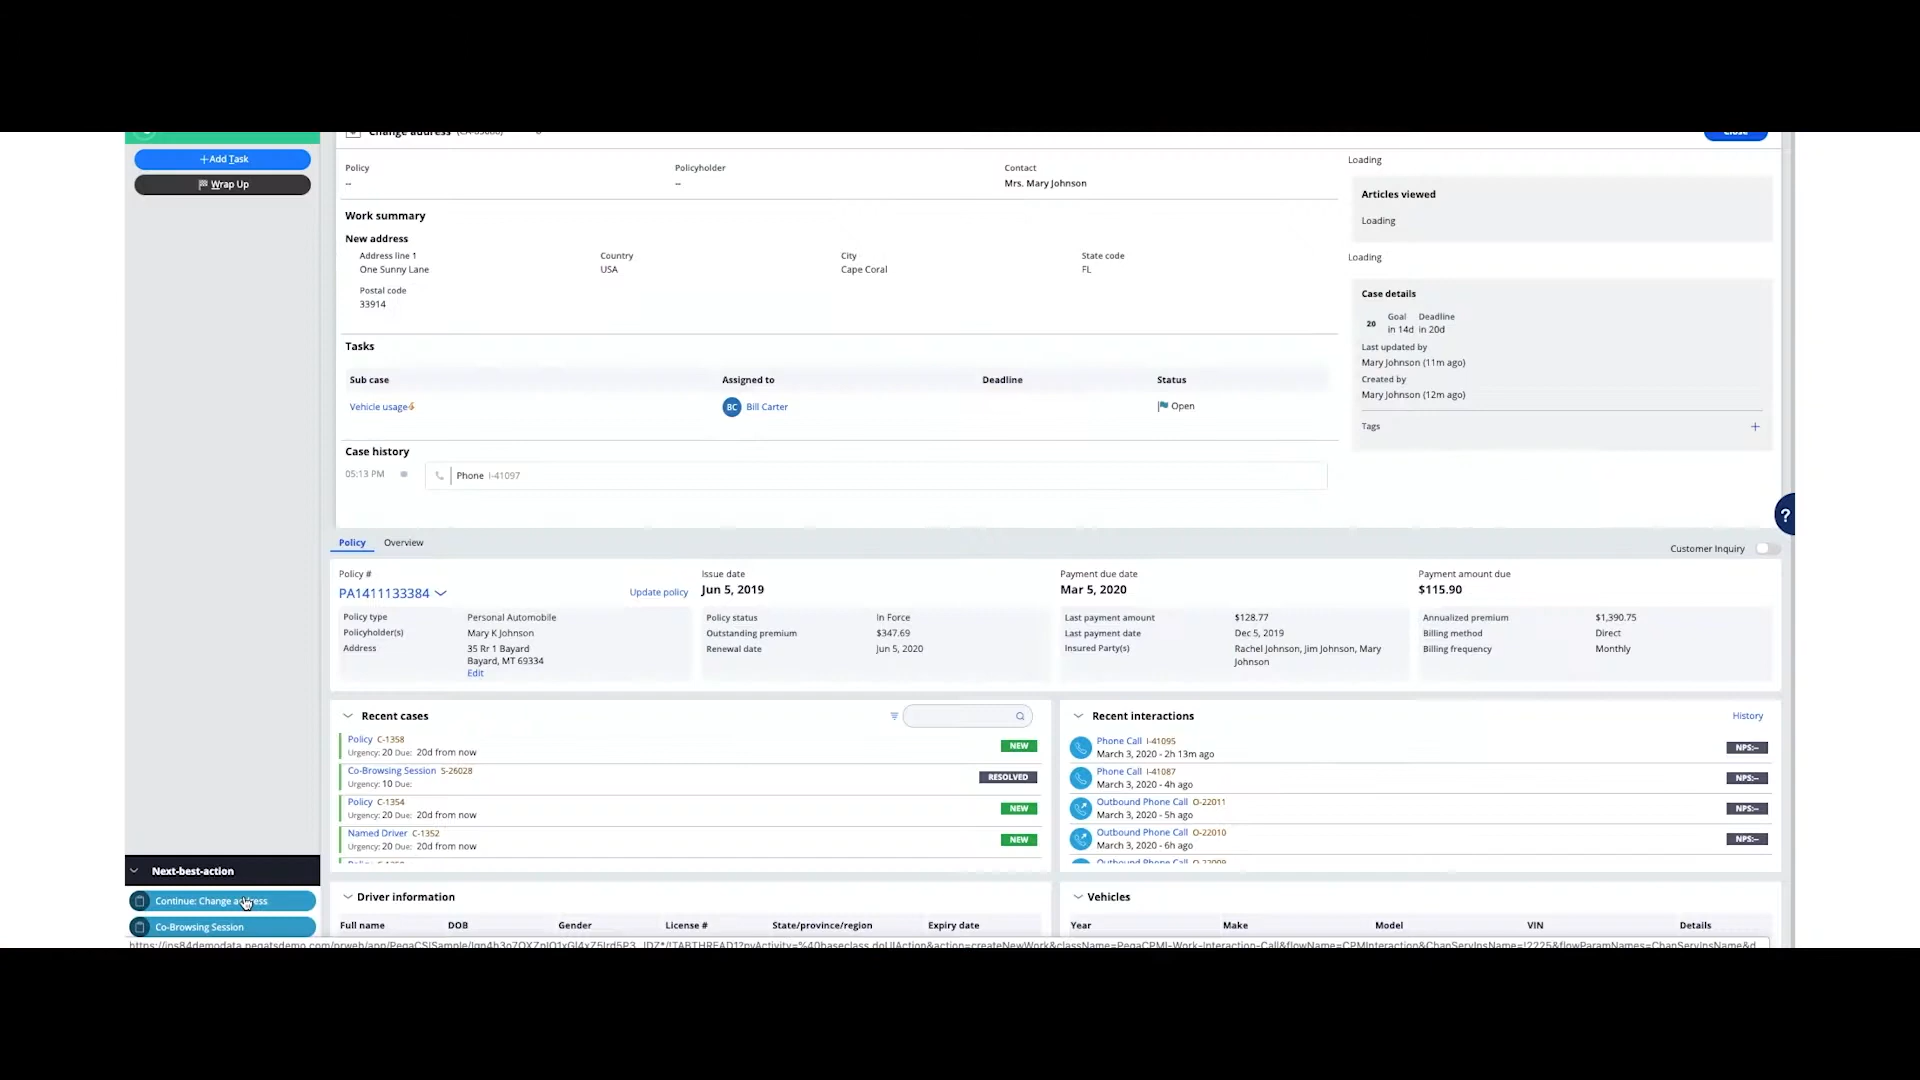 Change address
Close
+Add Task
Wrap Up
Policy
--
Policyholder
--
Contact
Mrs. Mary Johnson
Work summary
New address
Address line 1
One Sunny Lane
Country
USA
City
Cape Coral
State code
FL
Postal code
33914
Tasks
Sub case
Assigned to
Deadline
Status
Vehicle usage
BC
Bill Carter
Open
Case history
05:13 PM
Phone I-41097
Loading
Articles viewed
Loading
Loading
Case details
20
Goal
in 14d
Deadline
in 20d
Last updated by
Mary Johnson (11m ago)
Created by
Mary Johnson (12m ago)
Tags
+
?
Policy
Overview
Customer Inquiry
Policy #
PA1411133384
Update policy
Policy type
Personal Automobile
Policyholder(s)
Mary K Johnson
Address
35 Rr 1 Bayard
Bayard, MT 69334
Edit
Issue date
Jun 5, 2019
Policy status
In Force
Outstanding premium
$347.69
Renewal date
Jun 5, 2020
Payment due date
Mar 5, 2020
Last payment amount
$128.77
Last payment date
Dec 5, 2019
Insured Party(s)
Rachel Johnson, Jim Johnson, Mary
Johnson
Payment amount due
$115.90
Annualized premium
$1,390.75
Billing method
Direct
Billing frequency
Monthly
Recent cases
Policy C-1358
Urgency: 20 Due: 20d from now
NEW
Co-Browsing Session S-26028
Urgency: 10 Due:
RESOLVED
Policy C-1354
Urgency: 20 Due: 20d from now
NEW
Named Driver C-1352
Urgency: 20 Due: 20d from now
NEW
Recent interactions
History
Phone Call I-41095
March 3, 2020 - 2h 13m ago
NPS:--
Phone Call I-41087
March 3, 2020 - 4h ago
NPS:--
Outbound Phone Call O-22011
March 3, 2020 - 5h ago
NPS:--
Outbound Phone Call O-22010
March 3, 2020 - 6h ago
NPS:--
Outbound Phone Call O-22009
Next-best-action
Continue: Change address
Co-Browsing Session
Driver information
Full name
DOB
Gender
License #
State/province/region
Expiry date
Vehicles
Year
Make
Model
VIN
Details